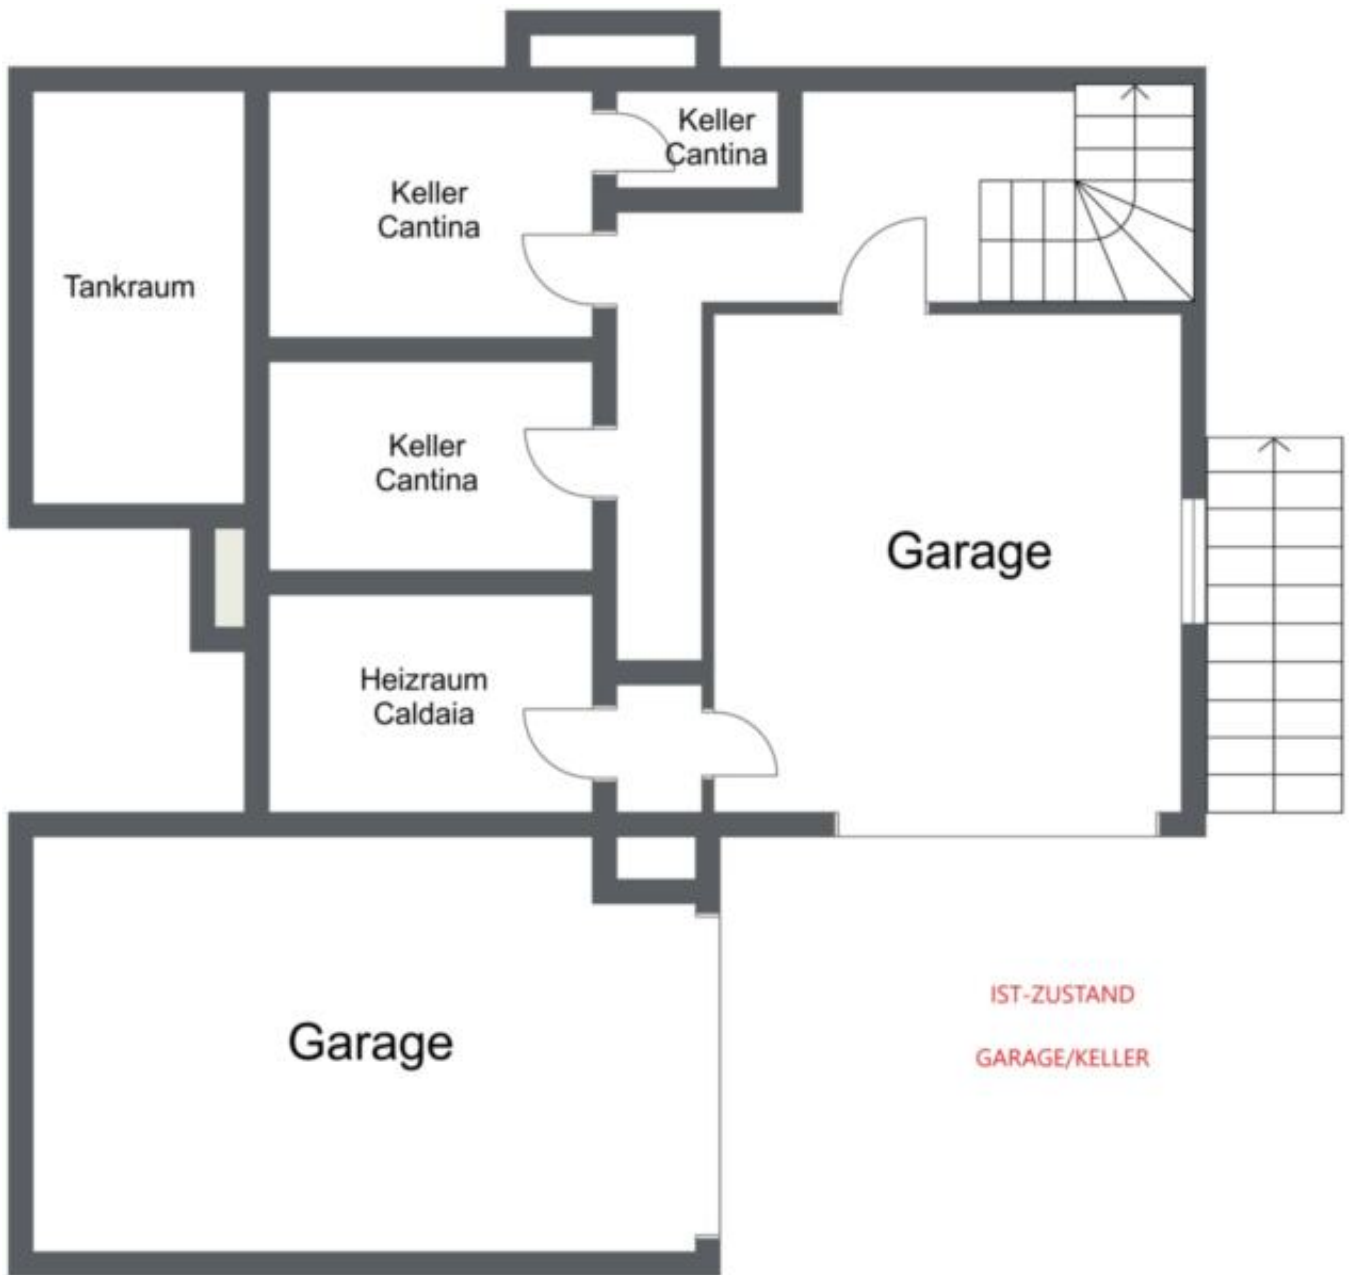 Keller
Cantina
Keller
Cantina
Tankraum
Keller
Cantina
Garage
Heizraum
Caldaia
Garage
IST-ZUSTAND
GARAGE/KELLER